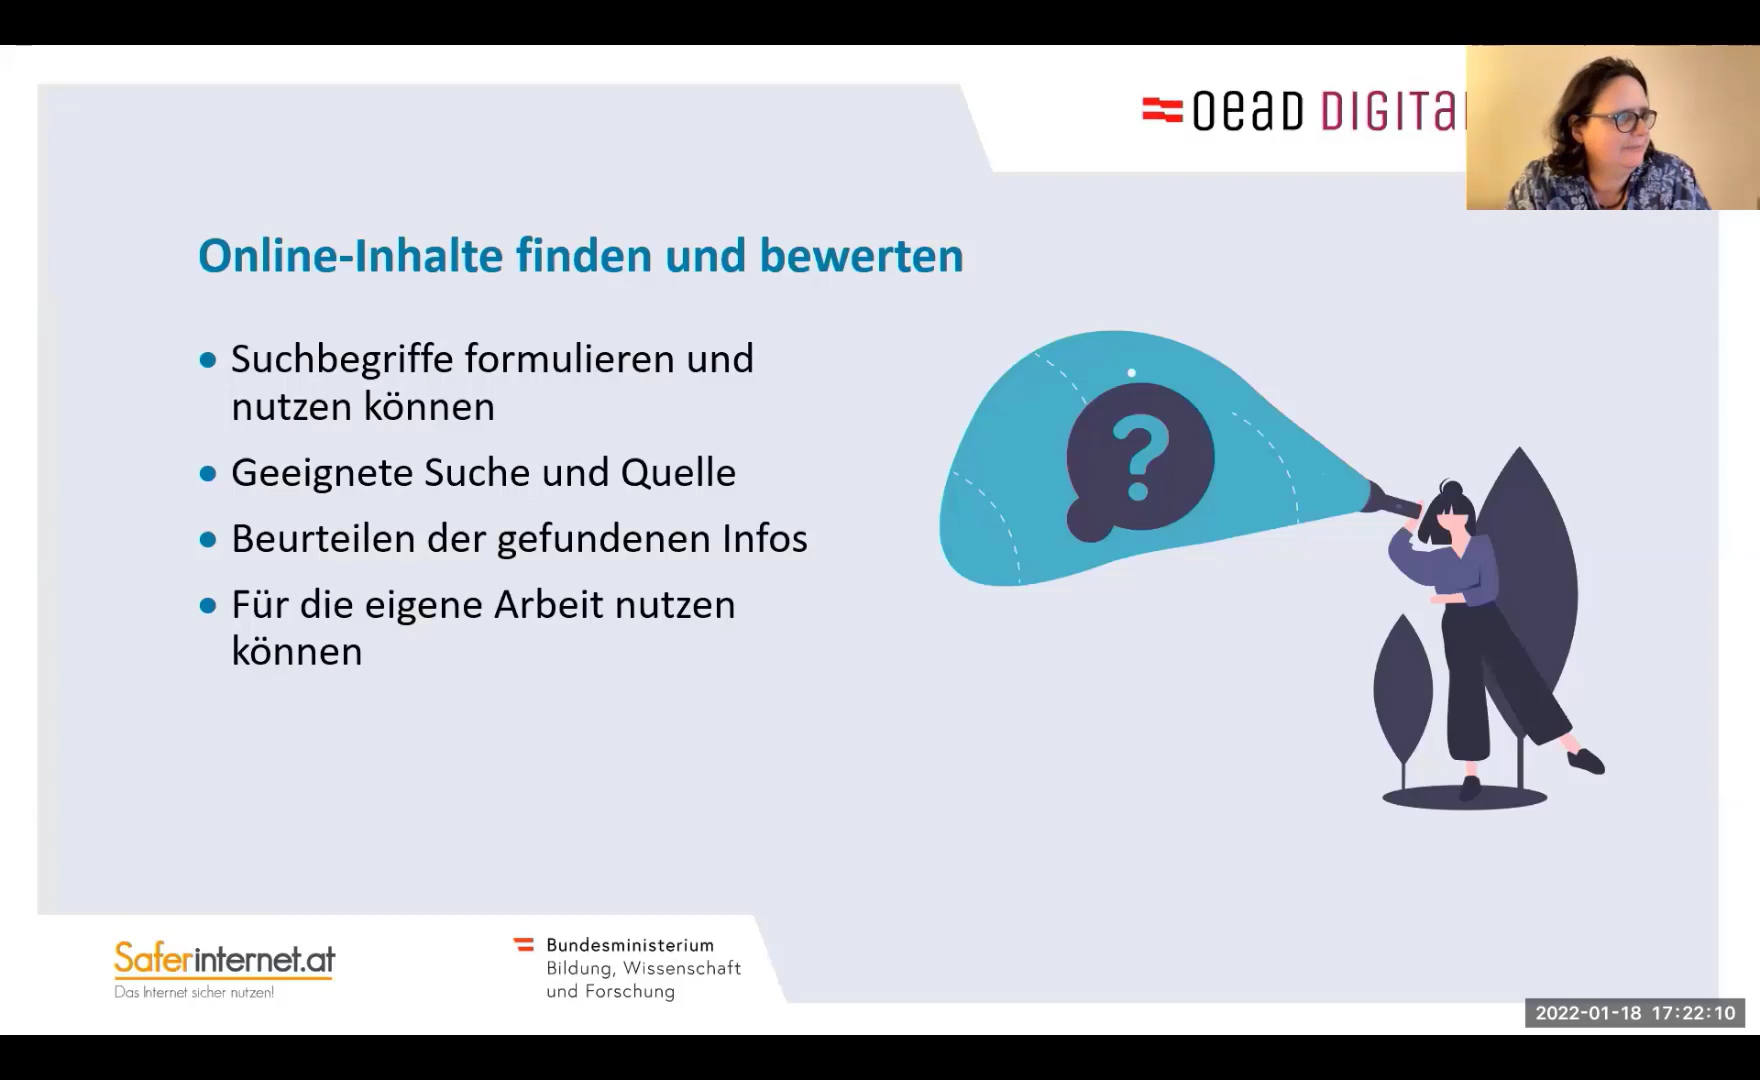 oead DIGITA
Online-Inhalte finden und bewerten
• Suchbegriffe formulieren und
nutzen können
• Geeignete Suche und Quelle
• Beurteilen der gefundenen Infos
• Für die eigene Arbeit nutzen
können
?
Saferinternet.at
Das Internet sicher nutzen!
Bundesministerium
Bildung, Wissenschaft
und Forschung
2022-01-18 17:22:10